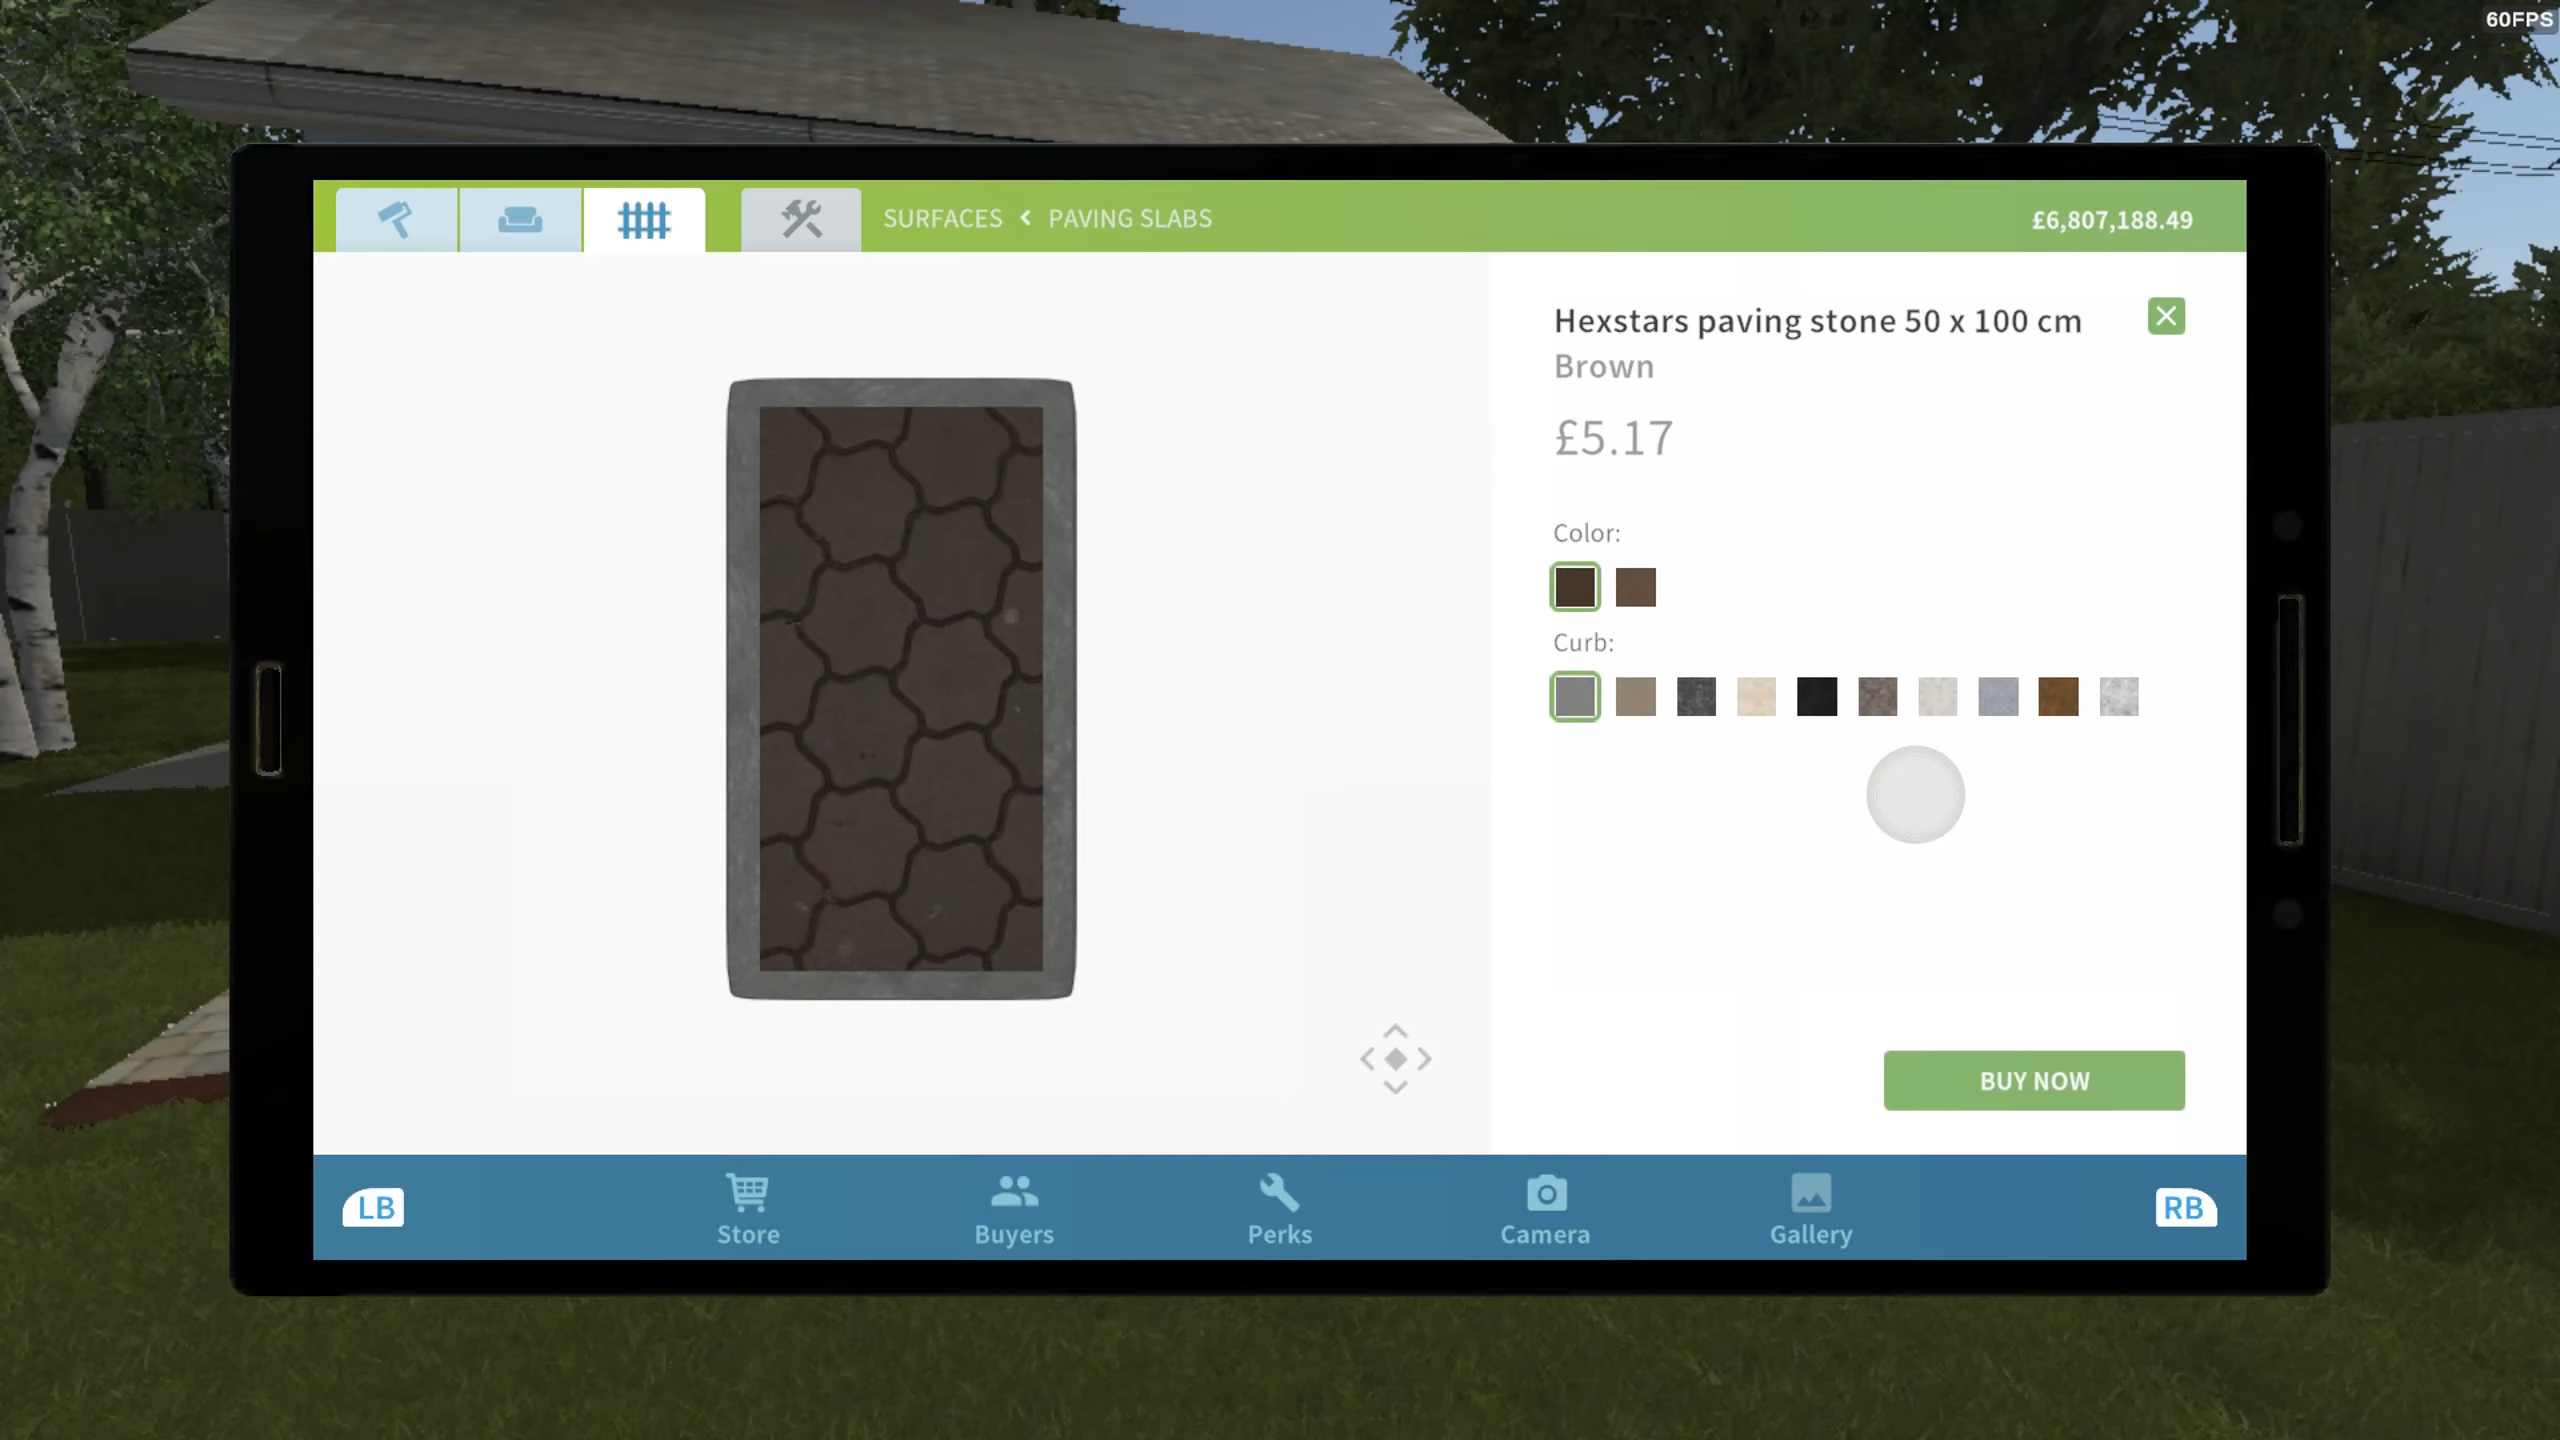 60FPS
SURFACES < PAVING SLABS
£6,807,188.49
Hexstars paving stone 50 x 100 cm
Brown
£5.17
Color:
Curb:
BUY NOW
LB
Store
Buyers
Perks
Camera
Gallery
RB